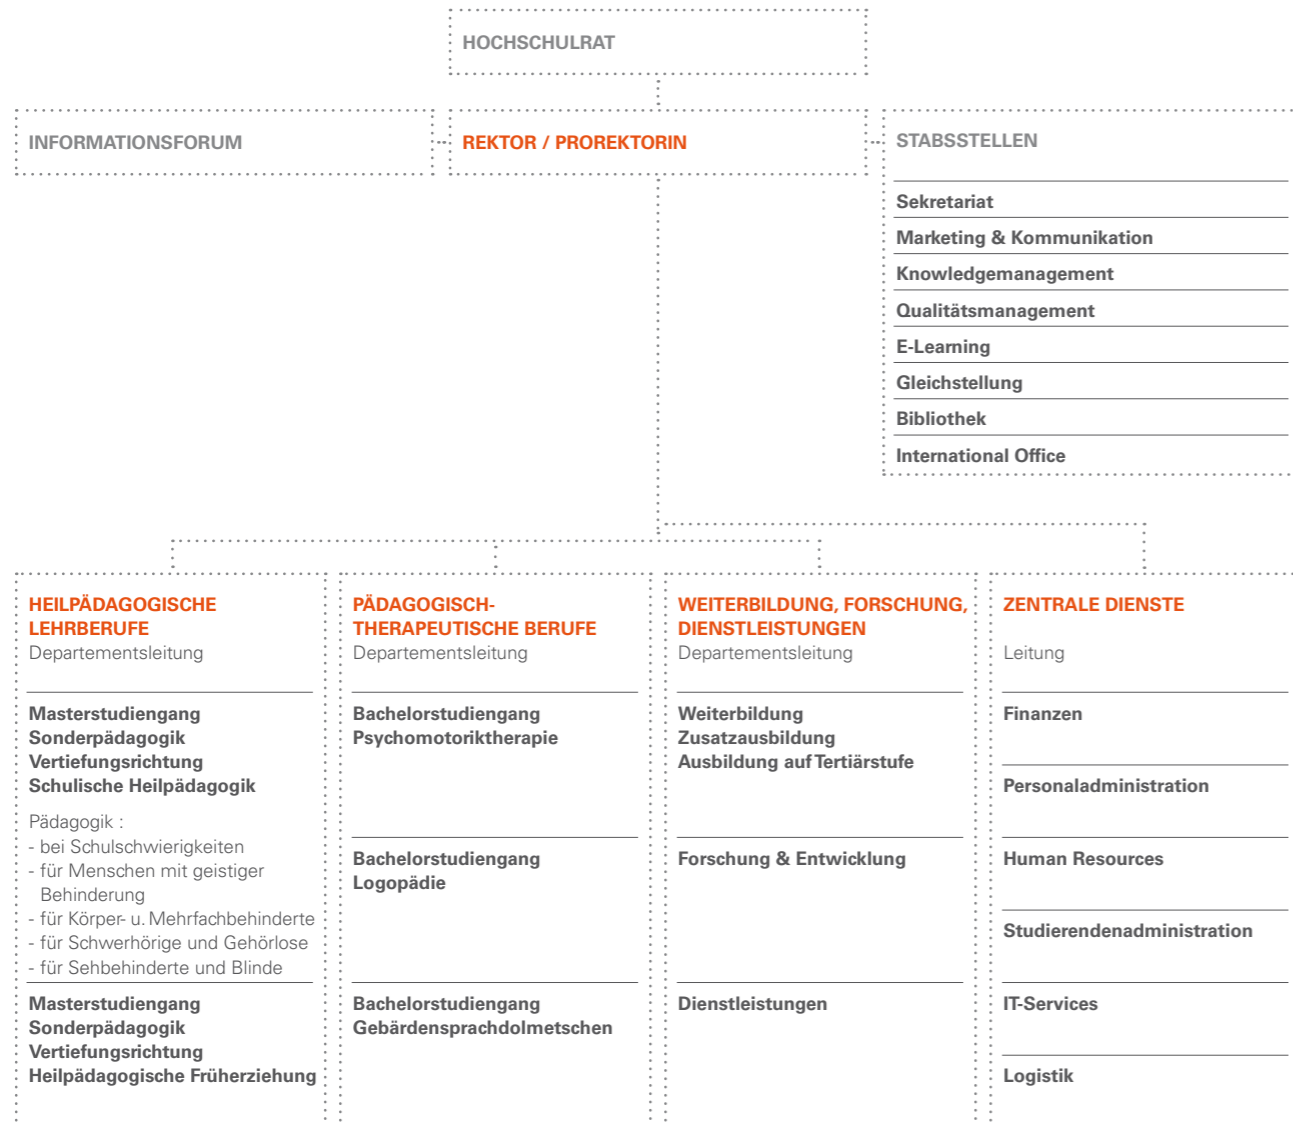 HOCHSCHULRAT
INFORMATIONSFORUM
REKTOR / PROREKTORIN
STABSSTELLEN
Sekretariat
Marketing & Kommunikation
Knowledgemanagement
Qualitätsmanagement
E-Learning
Gleichstellung
Bibliothek
International Office
HEILPÄDAGOGISCHE
LEHRBERUFE
Departementsleitung
Masterstudiengang
Sonderpädagogik
Vertiefungsrichtung
Schulische Heilpädagogik
Pädagogik :
- bei Schulschwierigkeiten
- für Menschen mit geistiger
Behinderung
- für Körper- u. Mehrfachbehinderte
- für Schwerhörige und Gehörlose
- für Sehbehinderte und Blinde
Masterstudiengang
Sonderpädagogik
Vertiefungsrichtung
Heilpädagogische Früherziehung
PÄDAGOGISCH-
THERAPEUTISCHE BERUFE
Departementsleitung
Bachelorstudiengang
Psychomotoriktherapie
Bachelorstudiengang
Logopädie
Bachelorstudiengang
Gebärdensprachdolmetschen
WEITERBILDUNG, FORSCHUNG,
DIENSTLEISTUNGEN
Departementsleitung
Weiterbildung
Zusatzausbildung
Ausbildung auf Tertiärstufe
Forschung & Entwicklung
Dienstleistungen
ZENTRALE DIENSTE
Leitung
Finanzen
Personaladministration
Human Resources
Studierendenadministration
IT-Services
Logistik